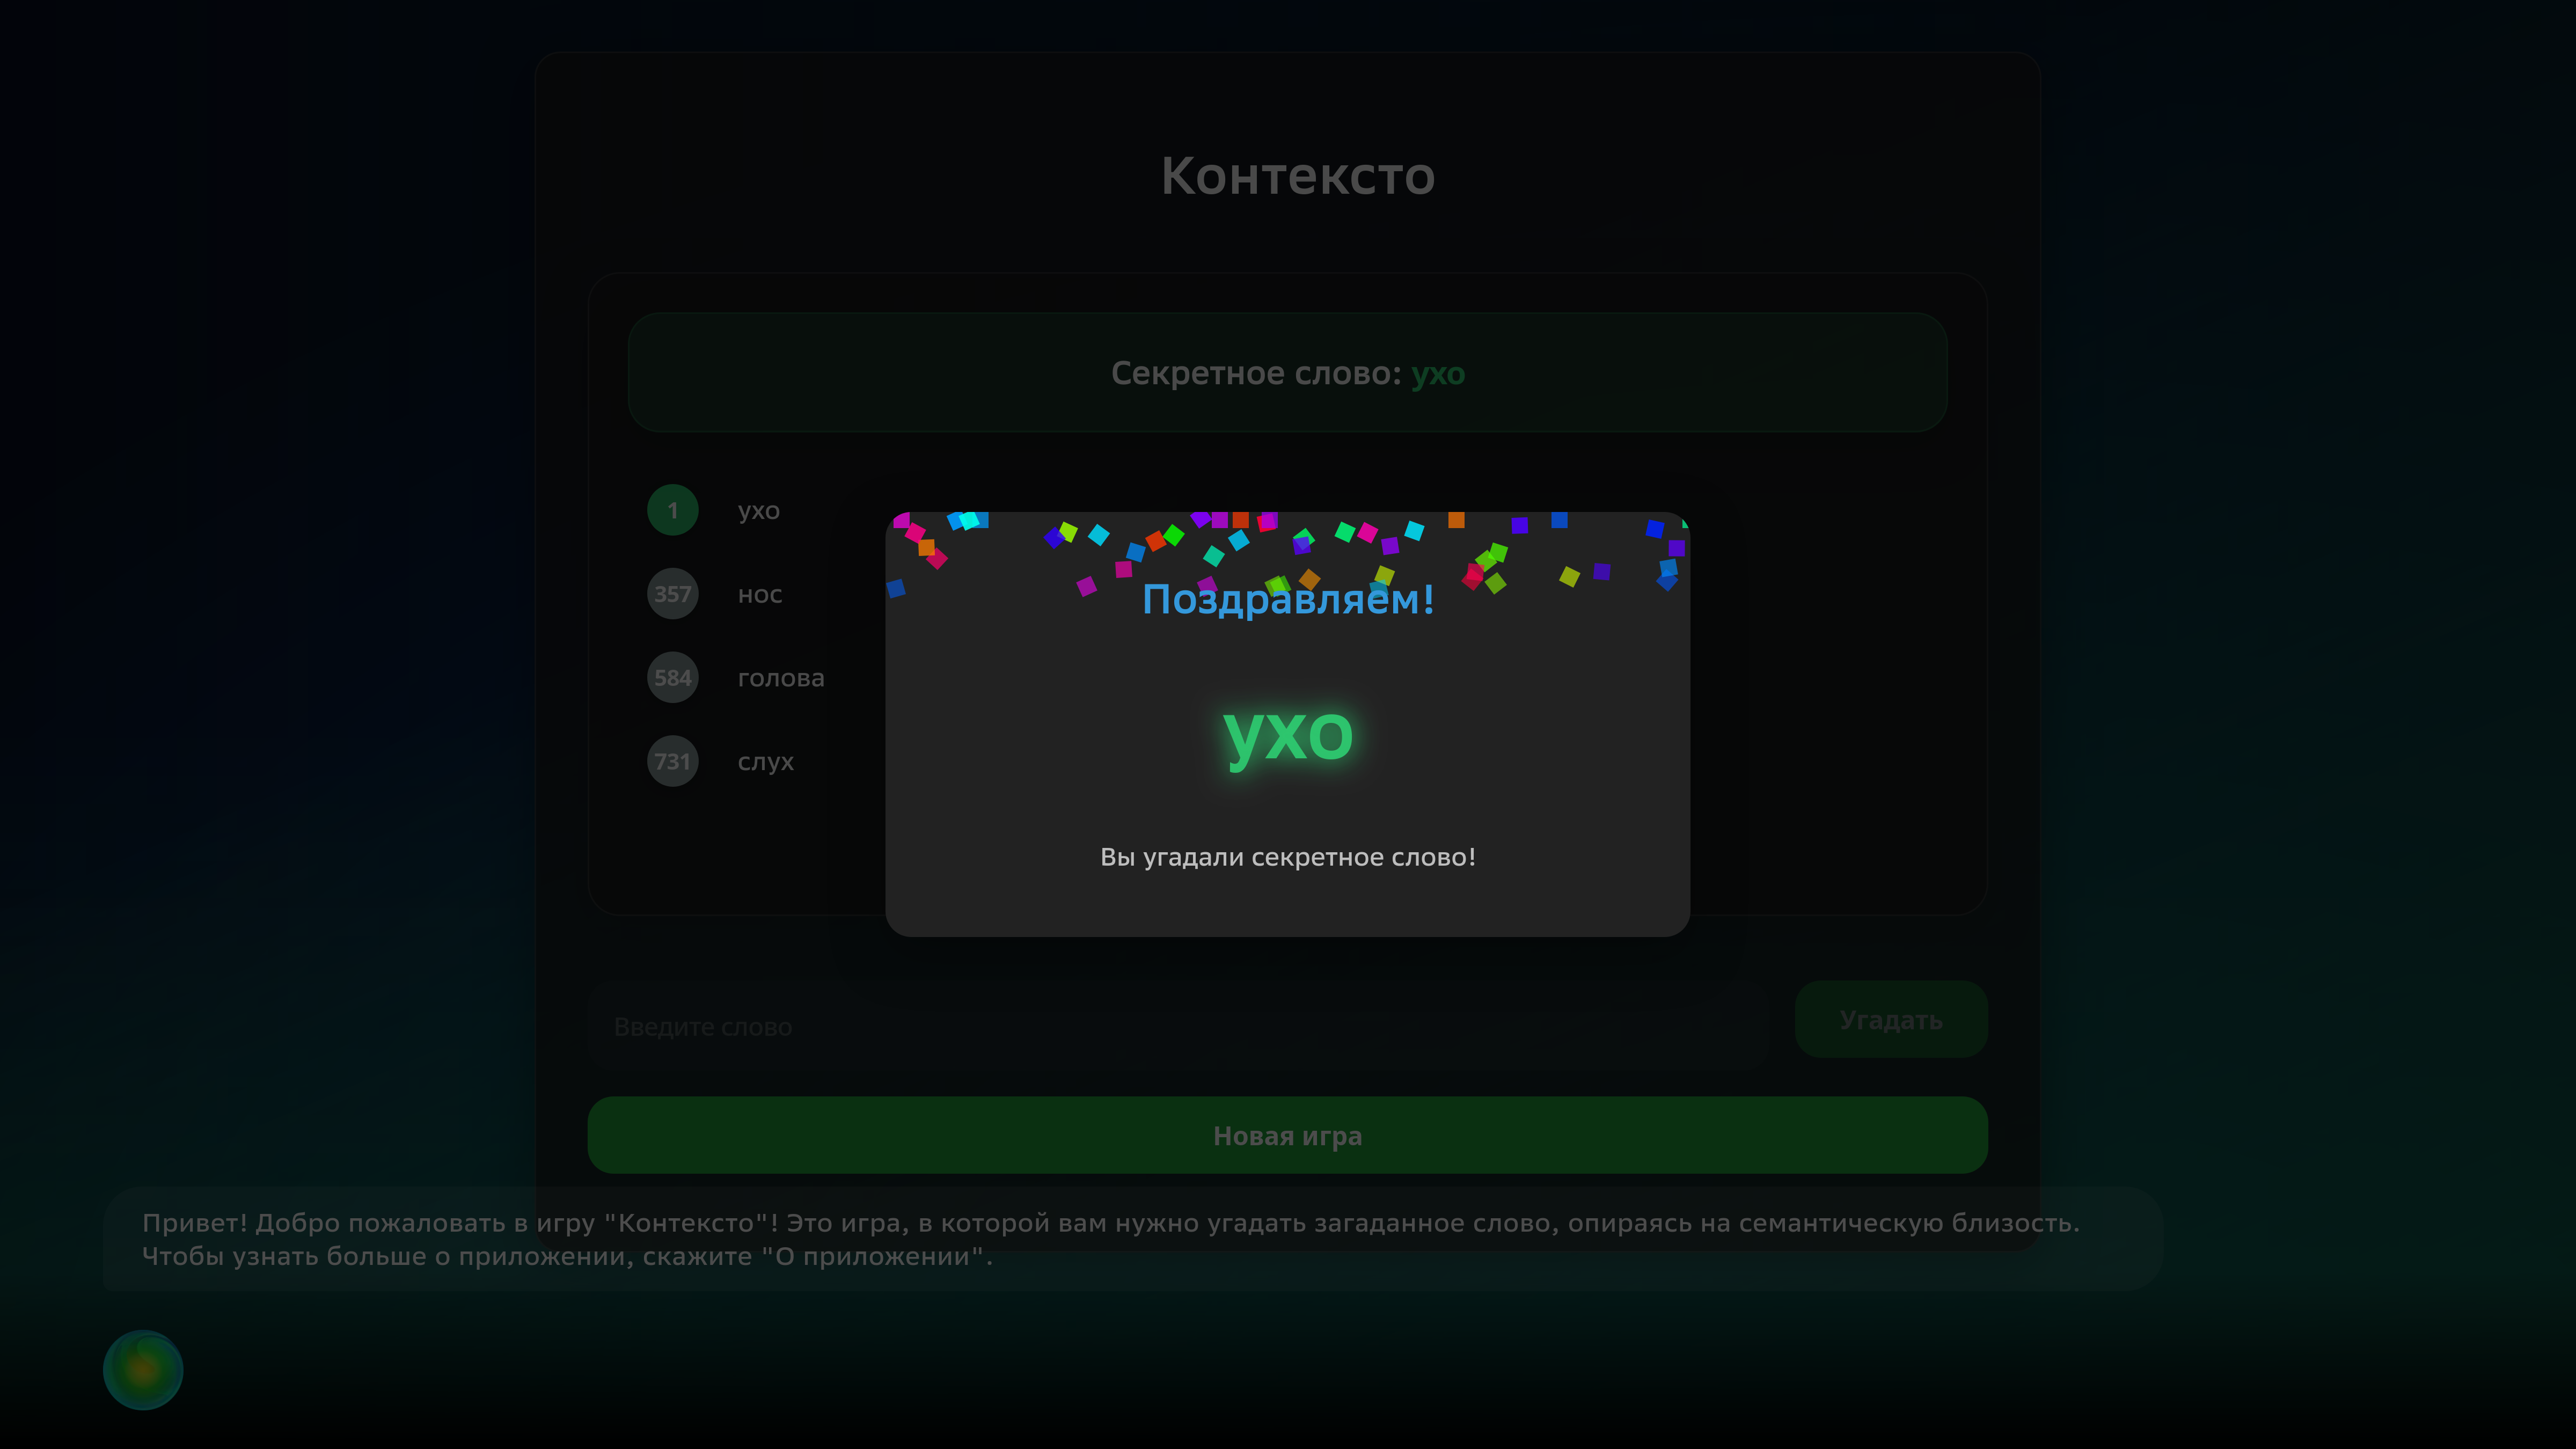 Контексто
Секретное слово: ухо
1 ухо
357 нос
584 голова
731 слух
Поздравляем!
ухо
Вы угадали секретное слово!
Введите слово
Угадать
Новая игра
Привет! Добро пожаловать в игру "Контексто"! Это игра, в которой вам нужно угадать загаданное слово, опираясь на семантическую близость.
Чтобы узнать больше о приложении, скажите "О приложении".